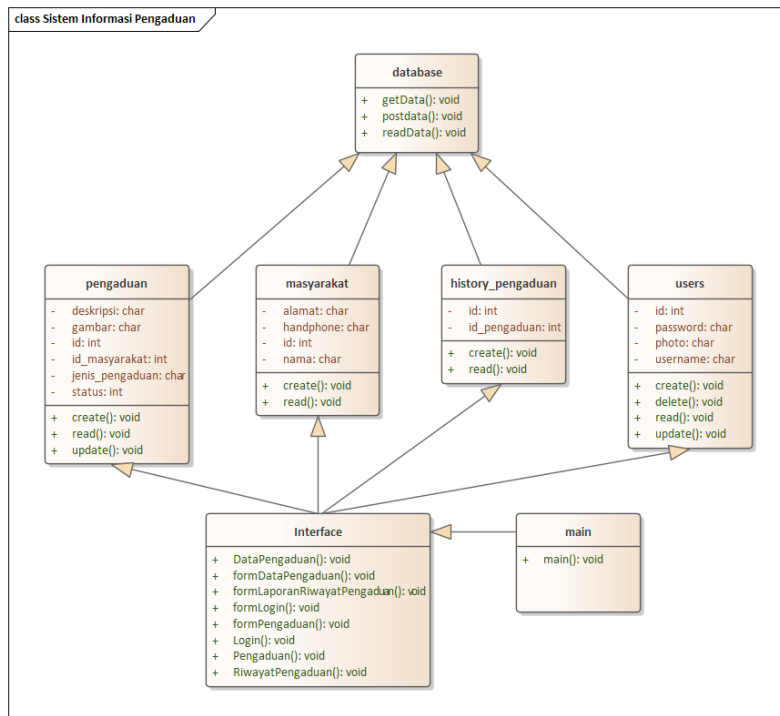 class Sistem Informasi Pengaduan
database
+ getData(): void
+ postdata(): void
+ readData(): void
pengaduan
- deskripsi: char
- gambar: char
- id: int
- id_masyarakat: int
- jenis_pengaduan: char
- status: int
+ create(): void
+ read(): void
+ update(): void
masyarakat
- alamat: char
- handphone: char
- id: int
- nama: char
+ create(): void
+ read(): void
history_pengaduan
- id: int
- id_pengaduan: int
+ create(): void
+ read(): void
users
- id: int
- password: char
- photo: char
- username: char
+ create(): void
+ delete(): void
+ read(): void
+ update(): void
Interface
+ DataPengaduan(): void
+ formDataPengaduan(): void
+ formLaporanRiwayatPengaduan(): void
+ formLogin(): void
+ formPengaduan(): void
+ Login(): void
+ Pengaduan(): void
+ RiwayatPengaduan(): void
main
+ main(): void